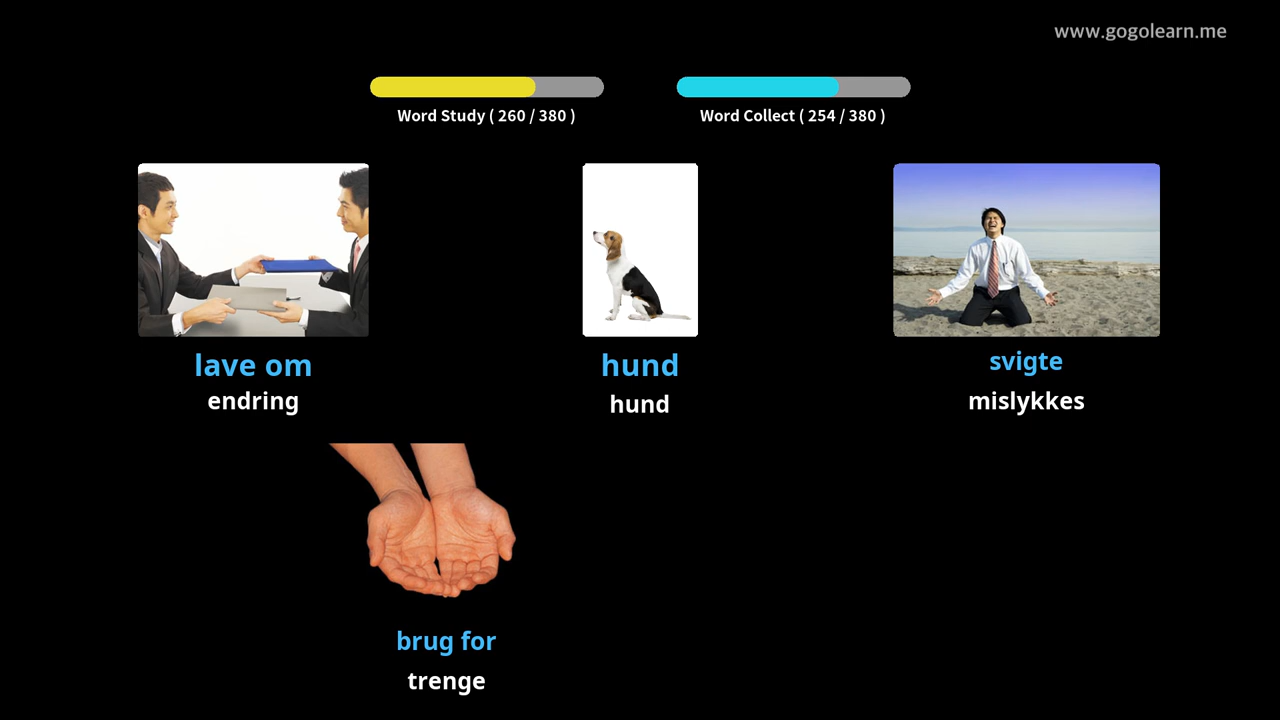 www.gogolearn.me
Word Study ( 260 / 380 )
Word Collect ( 254 / 380 )
lave om
endring
hund
hund
svigte
mislykkes
brug for
trenge